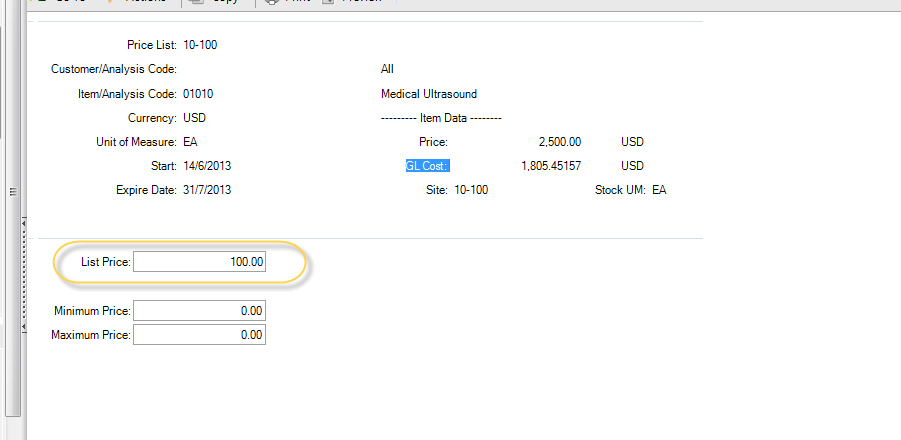 Price List: 10-100
Customer/Analysis Code: All
Item/Analysis Code: 01010 Medical Ultrasound
Currency: USD --------- Item Data --------
Unit of Measure: EA Price: 2,500.00 USD
Start: 14/6/2013 GL Cost: 1,805.45157 USD
Expire Date: 31/7/2013 Site: 10-100 Stock UM: EA
List Price: 100.00
Minimum Price: 0.00
Maximum Price: 0.00